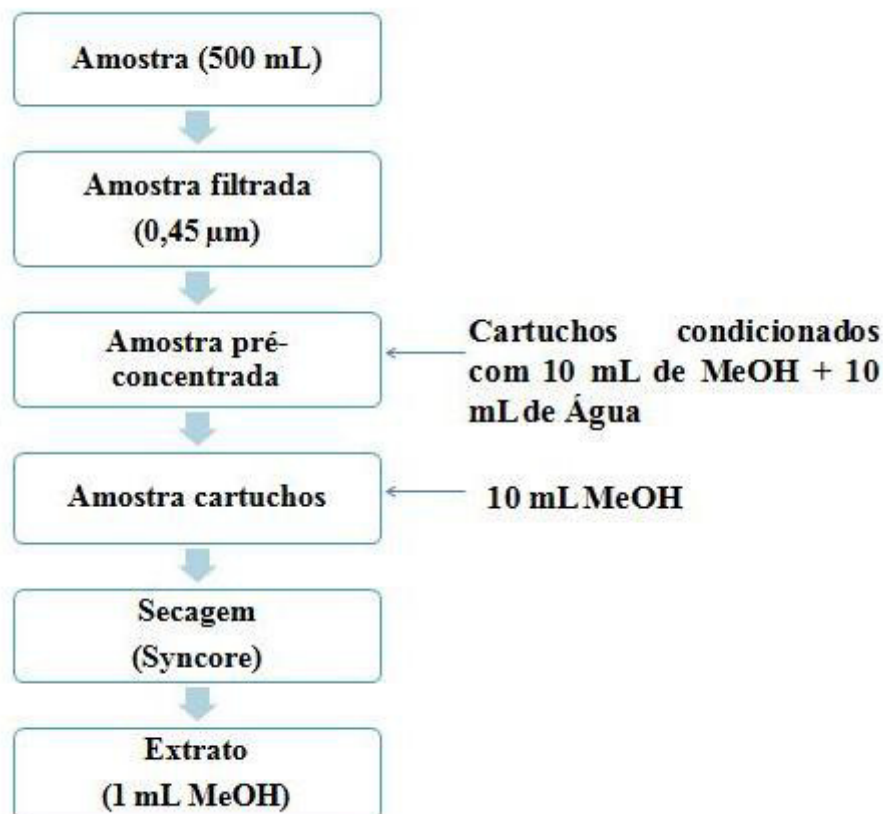 Amostra (500 mL)
Amostra filtrada
(0,45 µm)
Amostra pré-
concentrada
Cartuchos condicionados
com 10 mL de MeOH + 10
mL de Água
Amostra cartuchos
10 mL MeOH
Secagem
(Syncore)
Extrato
(1 mL MeOH)